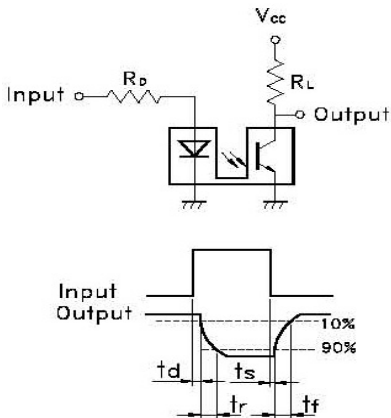 Vcc
RD
RL
Input
Output
Input
Output
10%
90%
td
ts
tr
tf